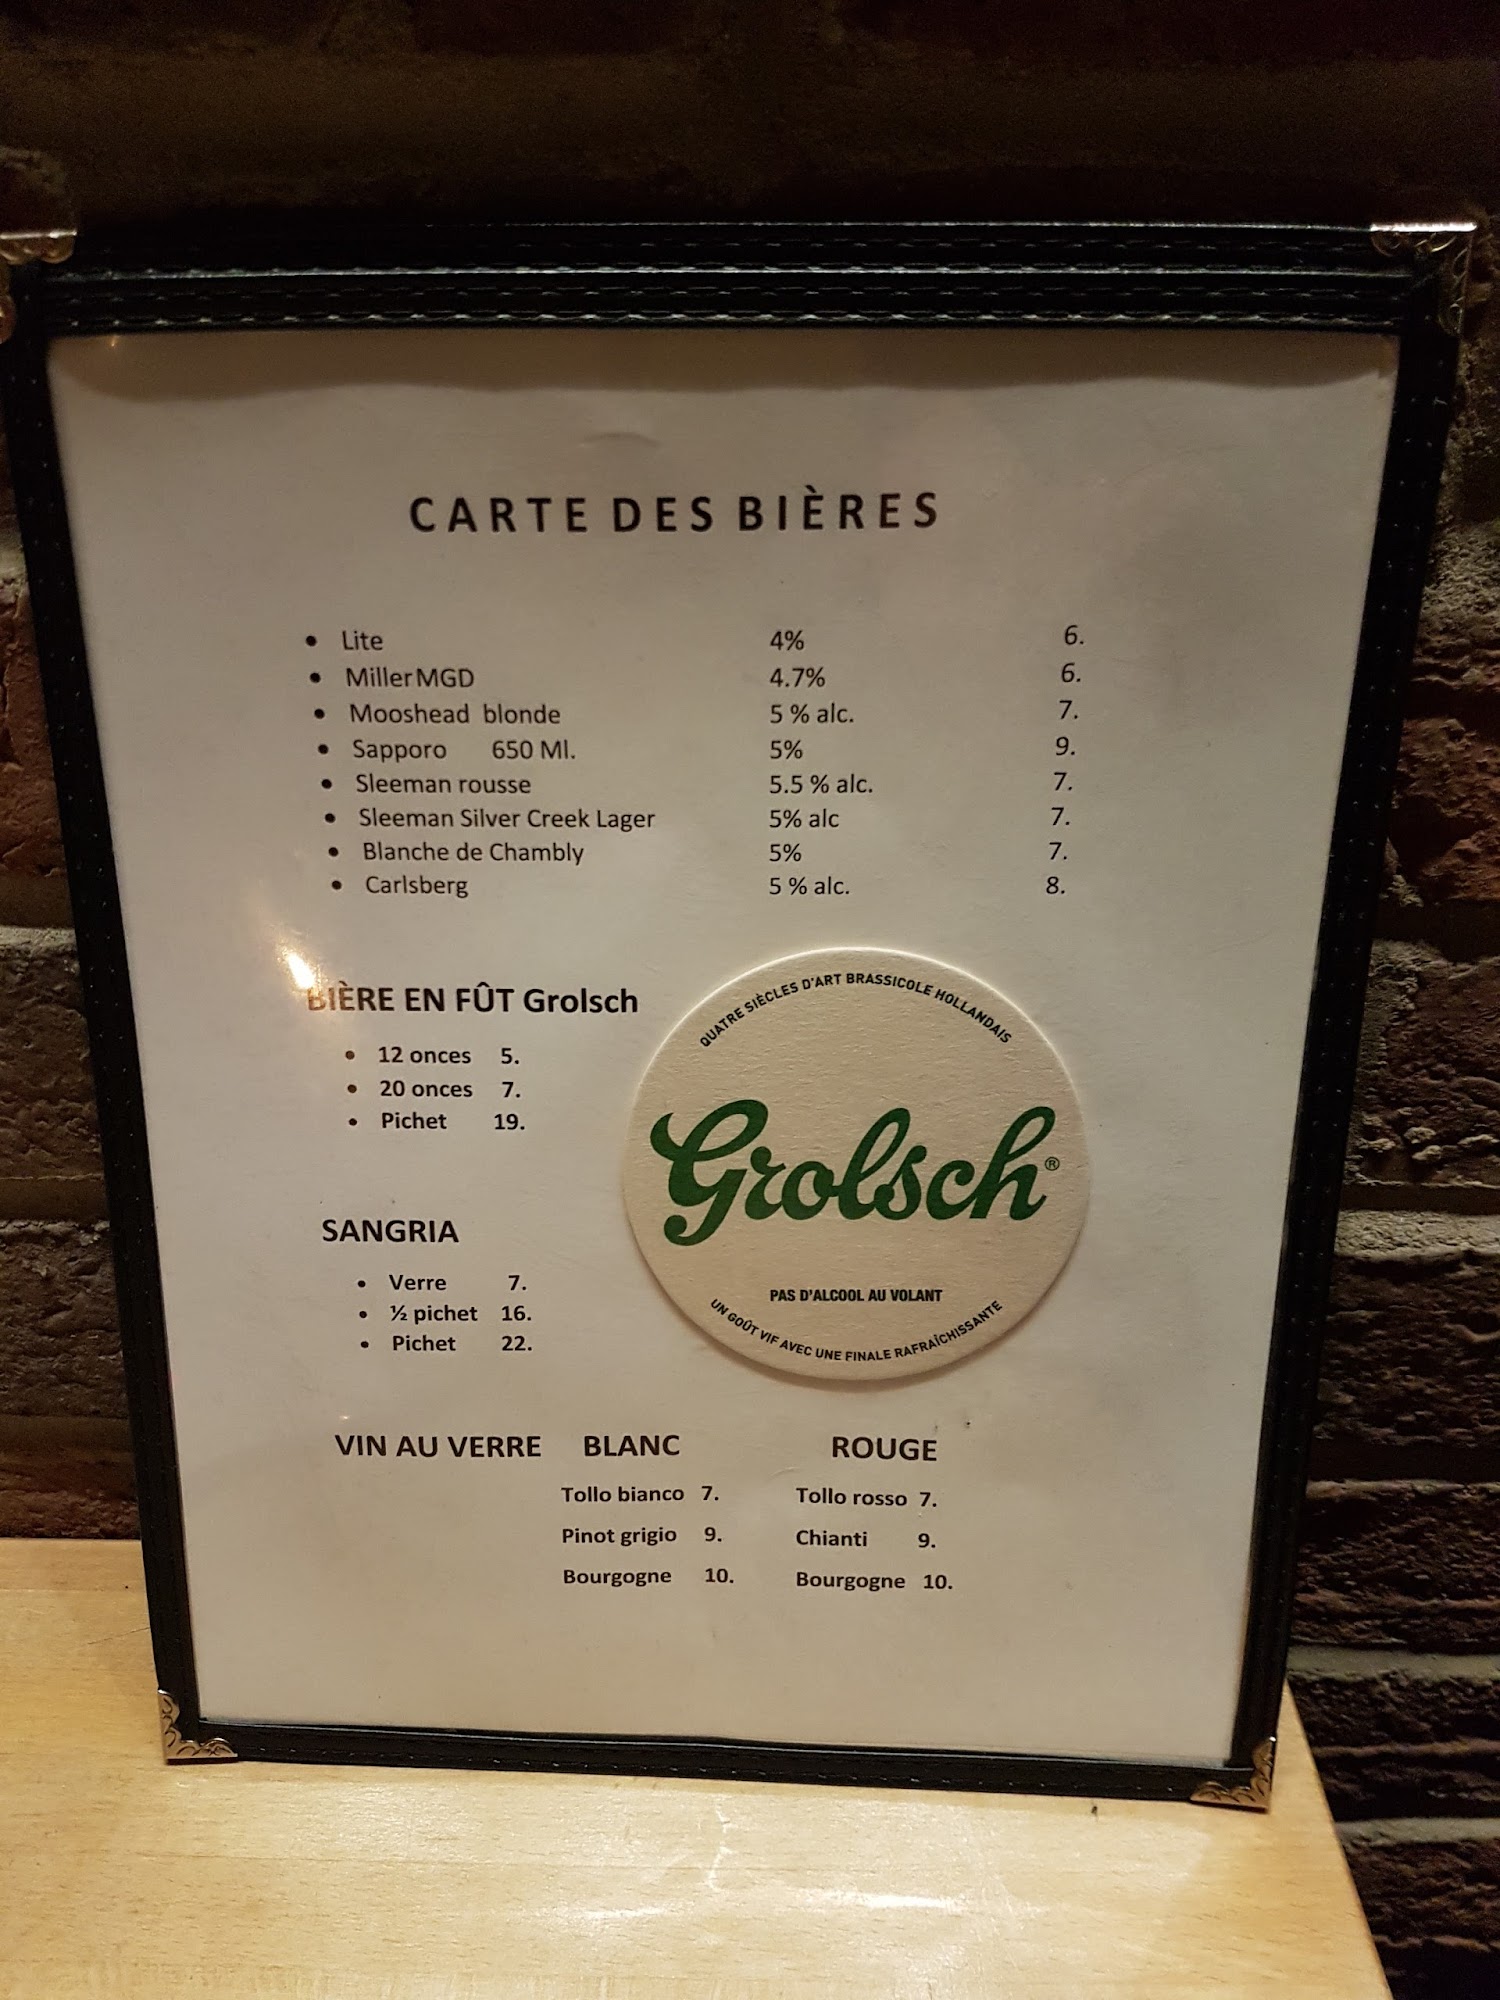 CARTE DES BIÈRES
• Lite 4% 6.
• Miller MGD 4.7% 6.
• Mooshead blonde 5 % alc. 7.
• Sapporo 650 Ml. 5% 9.
• Sleeman rousse 5.5 % alc. 7.
• Sleeman Silver Creek Lager 5% alc 7.
• Blanche de Chambly 5% 7.
• Carlsberg 5 % alc. 8.
BIÈRE EN FÛT Grolsch
• 12 onces 5.
• 20 onces 7.
• Pichet 19.
QUATRE SIÈCLES D'ART BRASSICOLE HOLLANDAIS
Grolsch®
PAS D'ALCOOL AU VOLANT
UN GOÛT VIF AVEC UNE FINALE RAFRAÎCHISSANTE
SANGRIA
• Verre 7.
• ½ pichet 16.
• Pichet 22.
VIN AU VERRE BLANC ROUGE
Tollo bianco 7. Tollo rosso 7.
Pinot grigio 9. Chianti 9.
Bourgogne 10. Bourgogne 10.